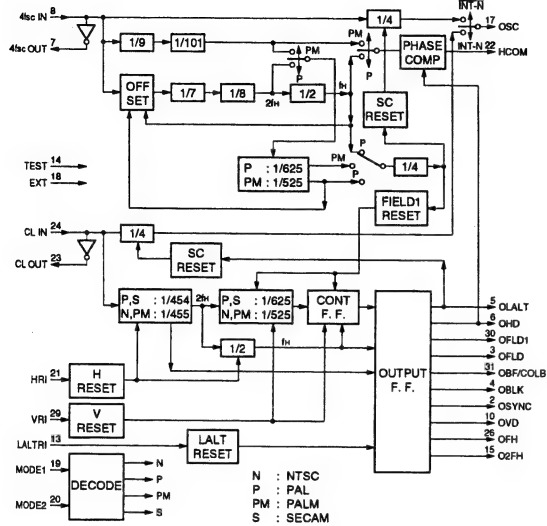 4fsc IN 8
4fsc OUT 7
1/9
1/101
1/4
INT-N
17 OSC
INT-N
22 HCOM
PM
P
PM
P
PHASE COMP
OFF SET
1/7
1/8
2fH
1/2
fH
SC RESET
P : 1/625
PM : 1/525
PM
P
P
1/4
FIELD1 RESET
TEST 14
EXT 18
CL IN 24
CL OUT 23
1/4
SC RESET
P,S : 1/454
N,PM : 1/455
2fH
P,S : 1/625
N,PM : 1/525
CONT F. F.
1/2
fH
OUTPUT F. F.
5 OLALT
6 OHD
30 OFLD1
3 OFLD
31 OBF/COLB
4 OBLK
2 OSYNC
10 OVD
26 OFH
15 O2FH
HRI 21
H RESET
VRI 29
V RESET
LALTRI 13
LALT RESET
MODE1 19
MODE2 20
DECODE
N
P
PM
S
N : NTSC
P : PAL
PM : PALM
S : SECAM